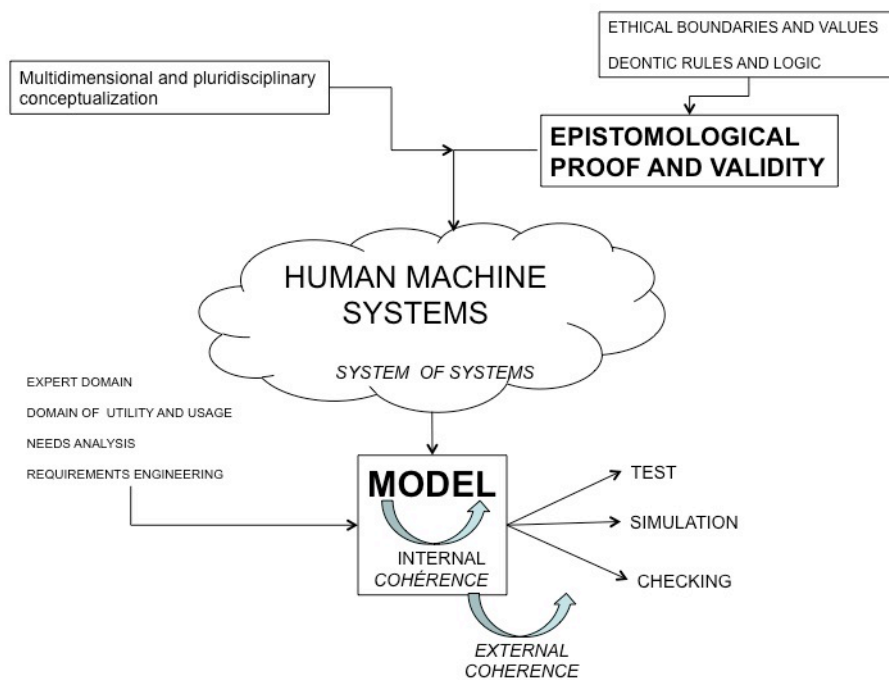 ETHICAL BOUNDARIES AND VALUES
DEONTIC RULES AND LOGIC
Multidimensional and pluridisciplinary
conceptualization
EPISTOMOLOGICAL
PROOF AND VALIDITY
HUMAN MACHINE
SYSTEMS
SYSTEM OF SYSTEMS
EXPERT DOMAIN
DOMAIN OF UTILITY AND USAGE
NEEDS ANALYSIS
REQUIREMENTS ENGINEERING
MODEL
INTERNAL
COHÉRENCE
TEST
SIMULATION
CHECKING
EXTERNAL
COHERENCE